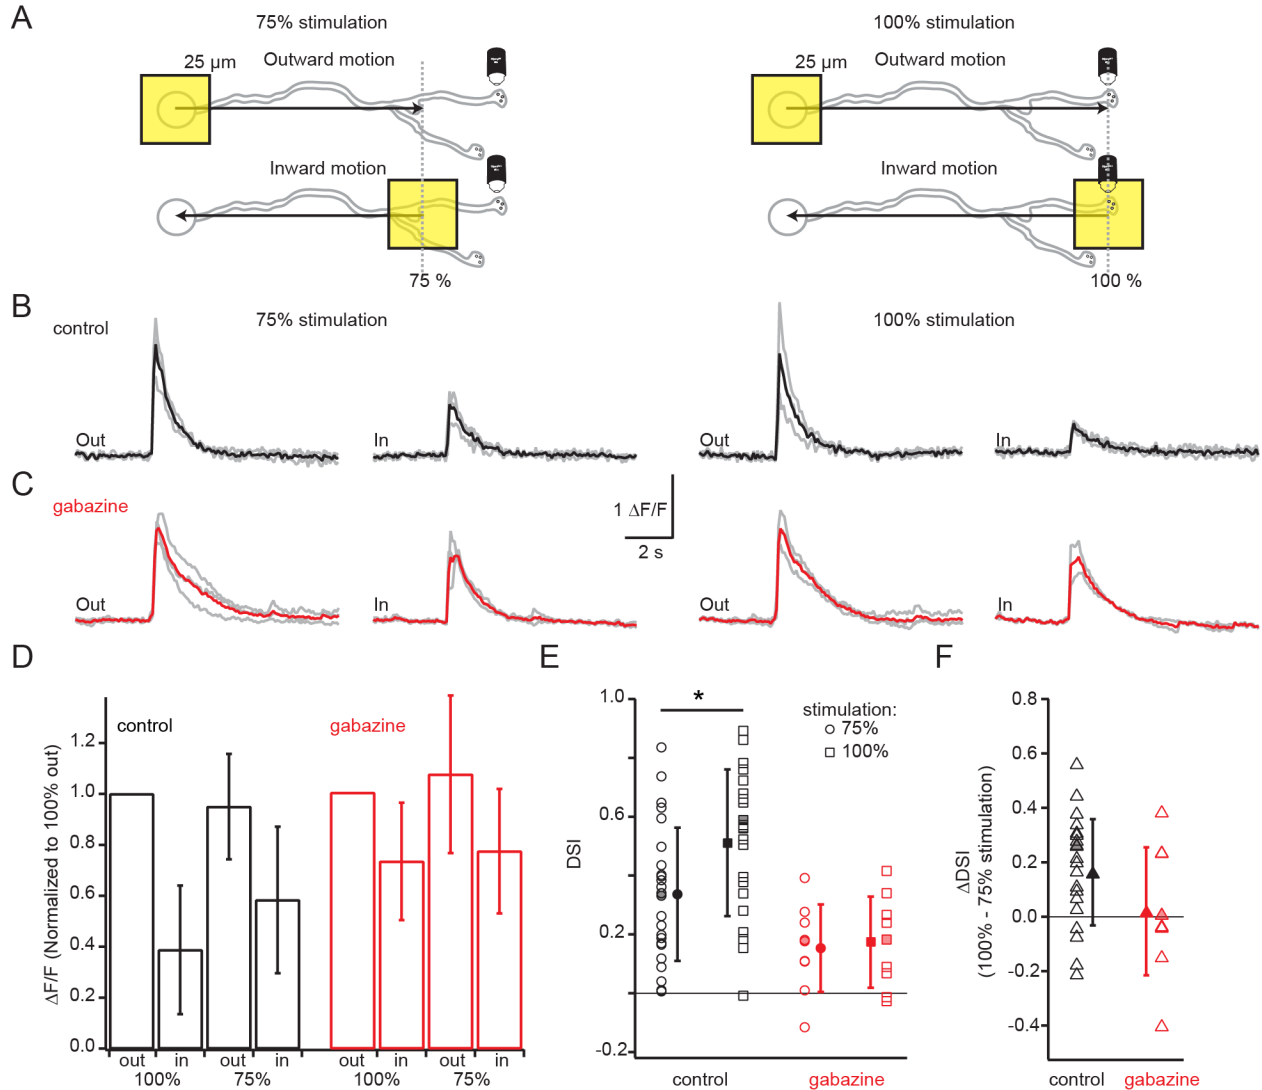 A
75% stimulation
100% stimulation
25 µm
Outward motion
25 µm
Outward motion
Inward motion
Inward motion
75 %
100 %
B
control
75% stimulation
100% stimulation
Out
In
Out
In
C
gabazine
1 ΔF/F
2 s
Out
In
Out
In
D
ΔF/F (Normalized to 100% out)
control
gabazine
1.2
1.0
0.8
0.6
0.4
0.2
0.0
out
in
out
in
out
in
out
in
100%
75%
100%
75%
E
DSI
1.0
0.6
0.2
-0.2
*
stimulation:
75%
100%
control
gabazine
F
ΔDSI
(100% - 75% stimulation)
0.8
0.6
0.4
0.2
0.0
-0.2
-0.4
control
gabazine